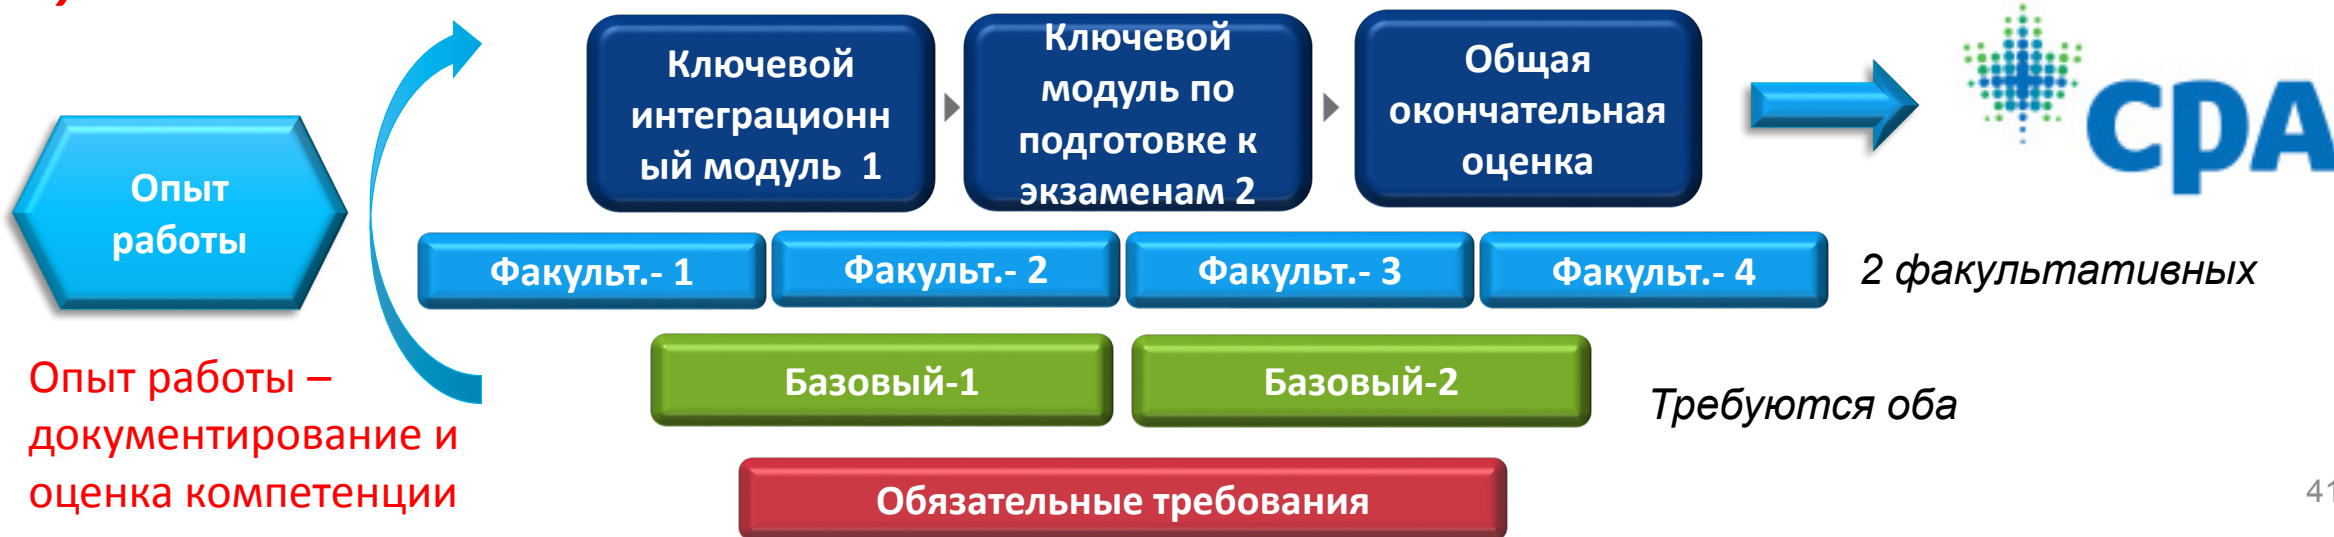 Ключевой
интеграционн
ый модуль 1
Ключевой
модуль по
подготовке к
экзаменам 2
Общая
окончательная
оценка
cpA
Опыт
работы
Факульт.- 1
Факульт.- 2
Факульт.- 3
Факульт.- 4
2 факультативных
Базовый-1
Базовый-2
Требуются оба
Опыт работы –
документирование и
оценка компетенции
Обязательные требования
41